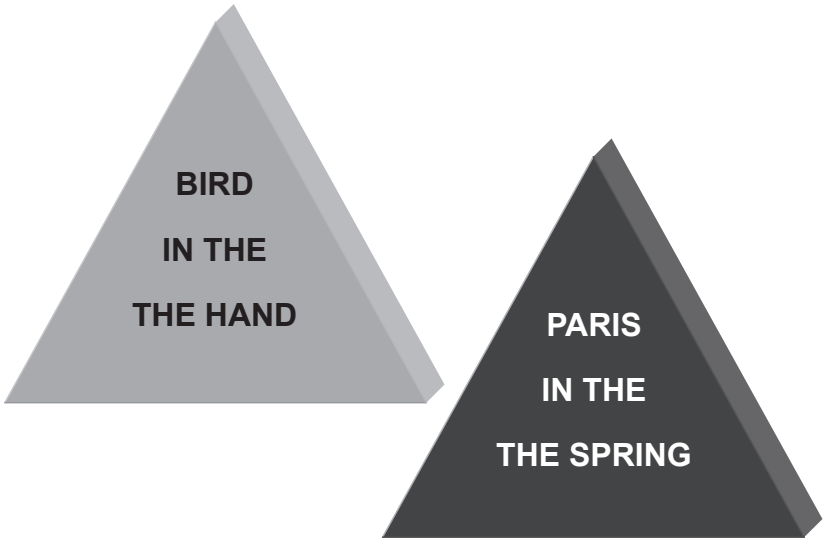 BIRD
IN THE
THE HAND
PARIS
IN THE
THE SPRING